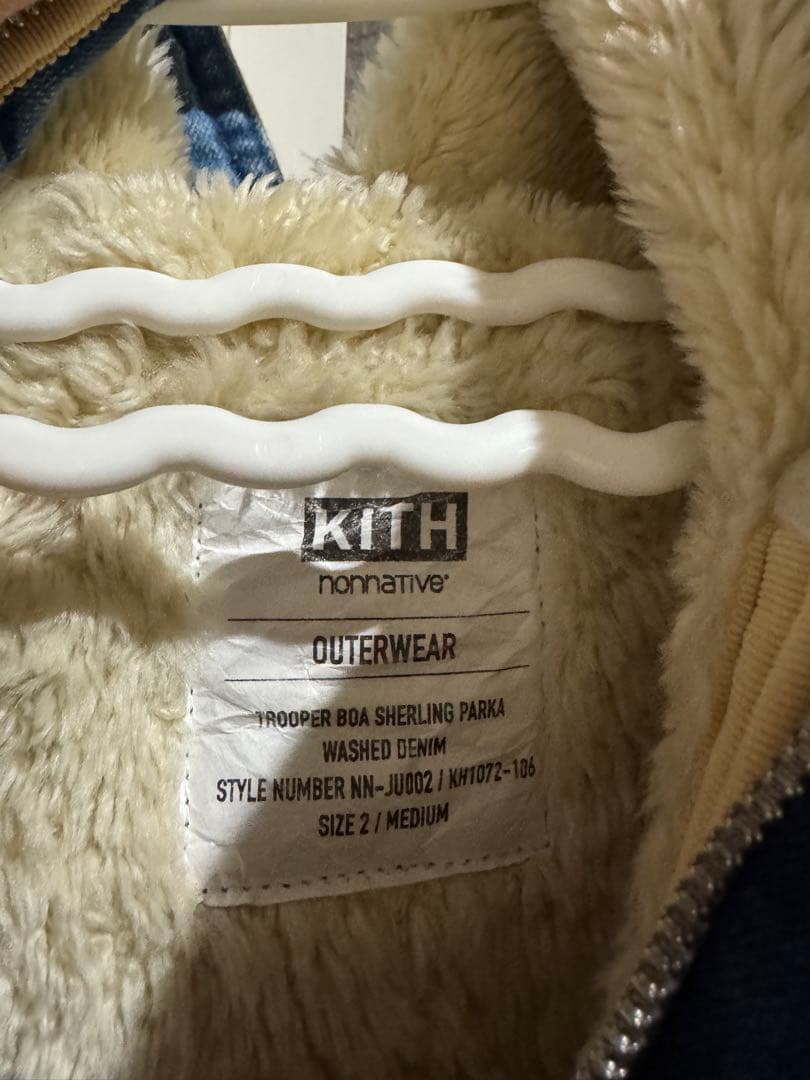 KITH
nonnative
OUTERWEAR
TROOPER BOA SHERLING PARKA
WASHED DENIM
STYLE NUMBER NN-JU002 / KH1072-106
SIZE 2 / MEDIUM